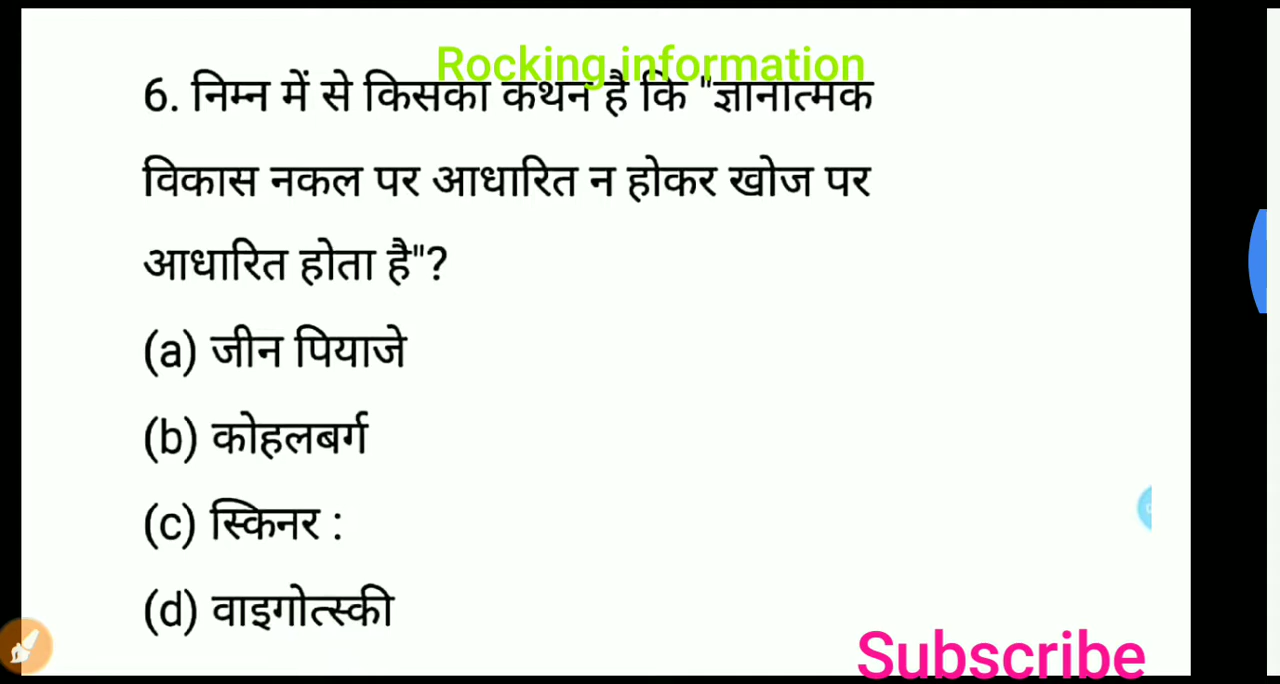 Rocking information
6. निम्न में से किसका कथन है कि "ज्ञानात्मक
विकास नकल पर आधारित न होकर खोज पर
आधारित होता है"?
(a) जीन पियाजे
(b) कोहलबर्ग
(c) स्किनर :
(d) वाइगोत्स्की
Subscribe